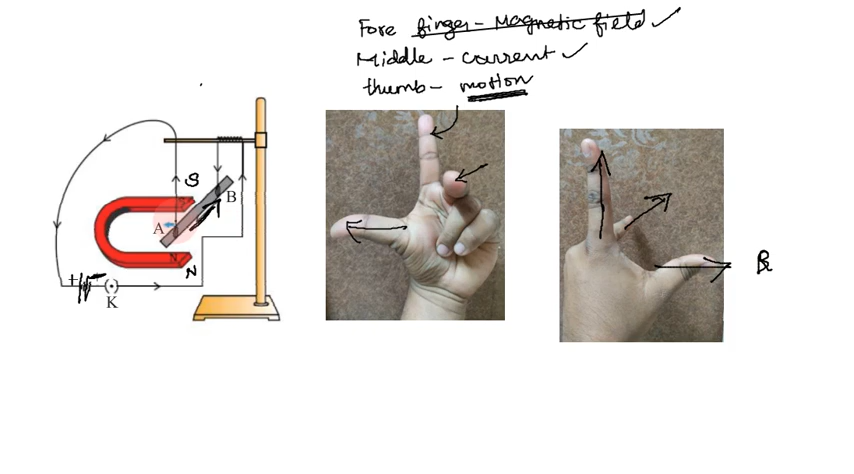 Fore finger - Magnetic field ✓
Middle - current ✓
thumb - motion
S
B
A
N
N
K